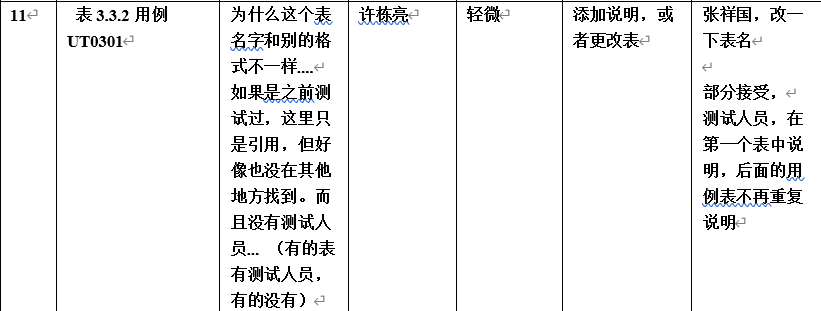 11
表 3.3.2 用例
UT0301
为什么这个表
名字和别的格
式不一样....
如果是之前测
试过，这里只
是引用，但好
像也没在其他
地方找到。而
且没有测试人
员... （有的表
有测试人员，
有的没有）
许栋亮
轻微
添加说明，或
者更改表
张祥国，改一
下表名
部分接受，
测试人员，在
第一个表中说
明，后面的用
例表不再重复
说明